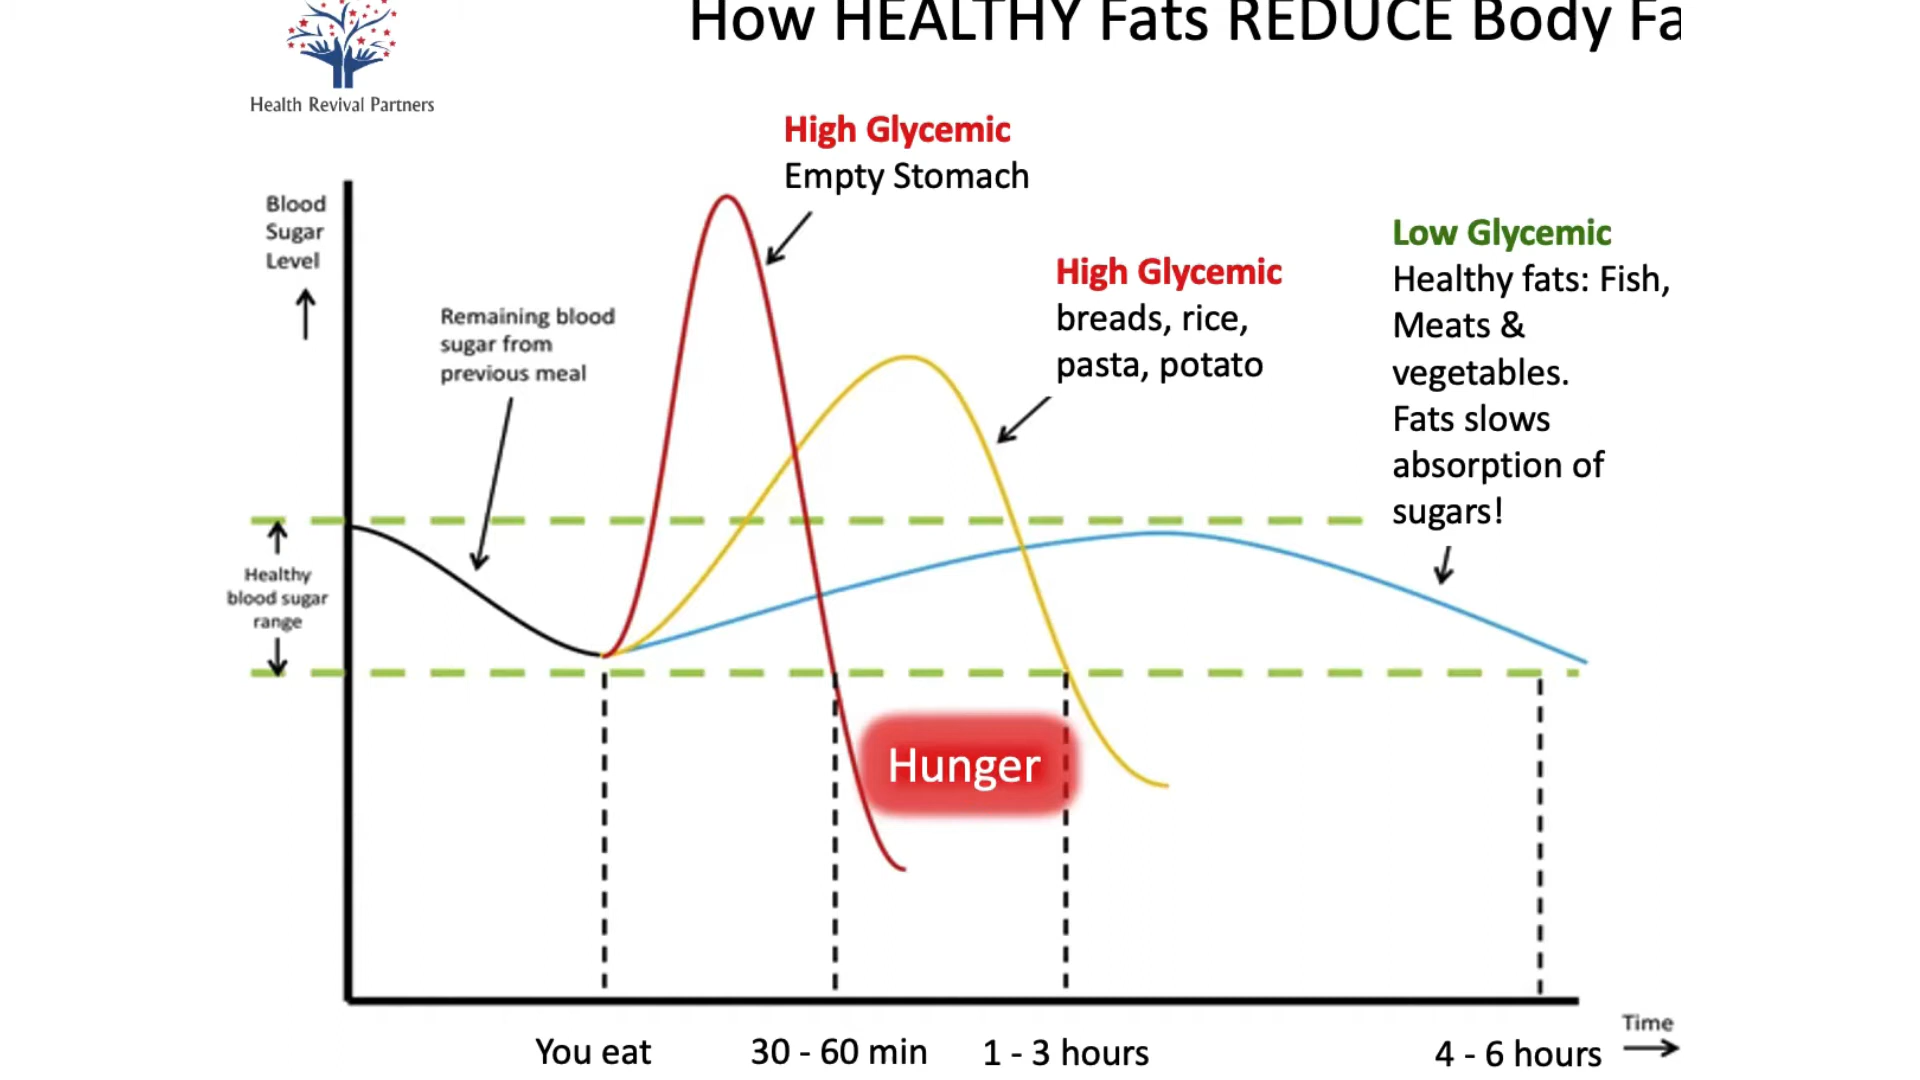 How HEALTHY Fats REDUCE Body Fa
Health Revival Partners
High Glycemic
Empty Stomach
Blood
Sugar
Level
Low Glycemic
Healthy fats: Fish,
Meats &
vegetables.
Fats slows
absorption of
sugars!
High Glycemic
breads, rice,
pasta, potato
Remaining blood
sugar from
previous meal
Healthy
blood sugar
range
Hunger
You eat
30 - 60 min
1 - 3 hours
4 - 6 hours
Time